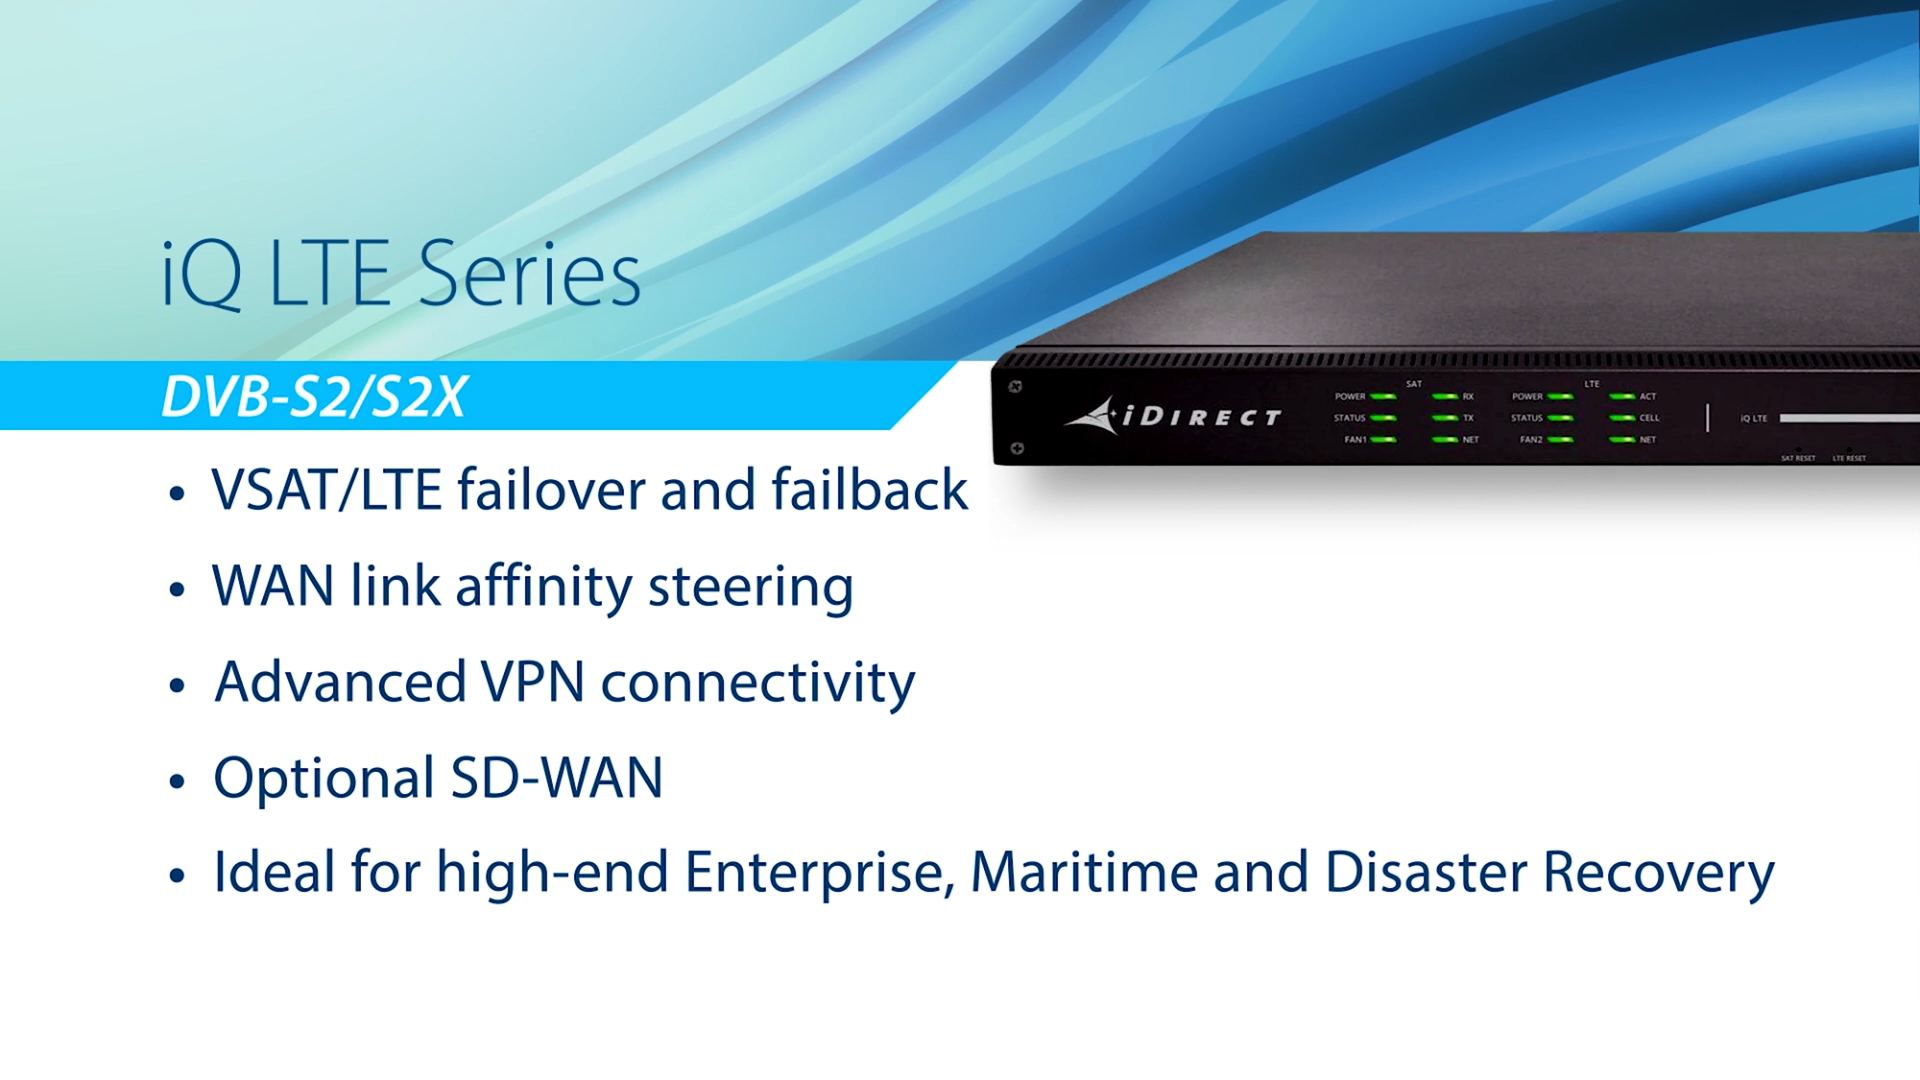 iQ LTE Series
DVB-S2/S2X
• VSAT/LTE failover and failback
• WAN link affinity steering
• Advanced VPN connectivity
• Optional SD-WAN
• Ideal for high-end Enterprise, Maritime and Disaster Recovery
iDIRECT
SAT LTE
POWER RX POWER ACT
STATUS TX STATUS CELL
FAN1 NET FAN2 NET
iQ LTE
SAT RESET LTE RESET